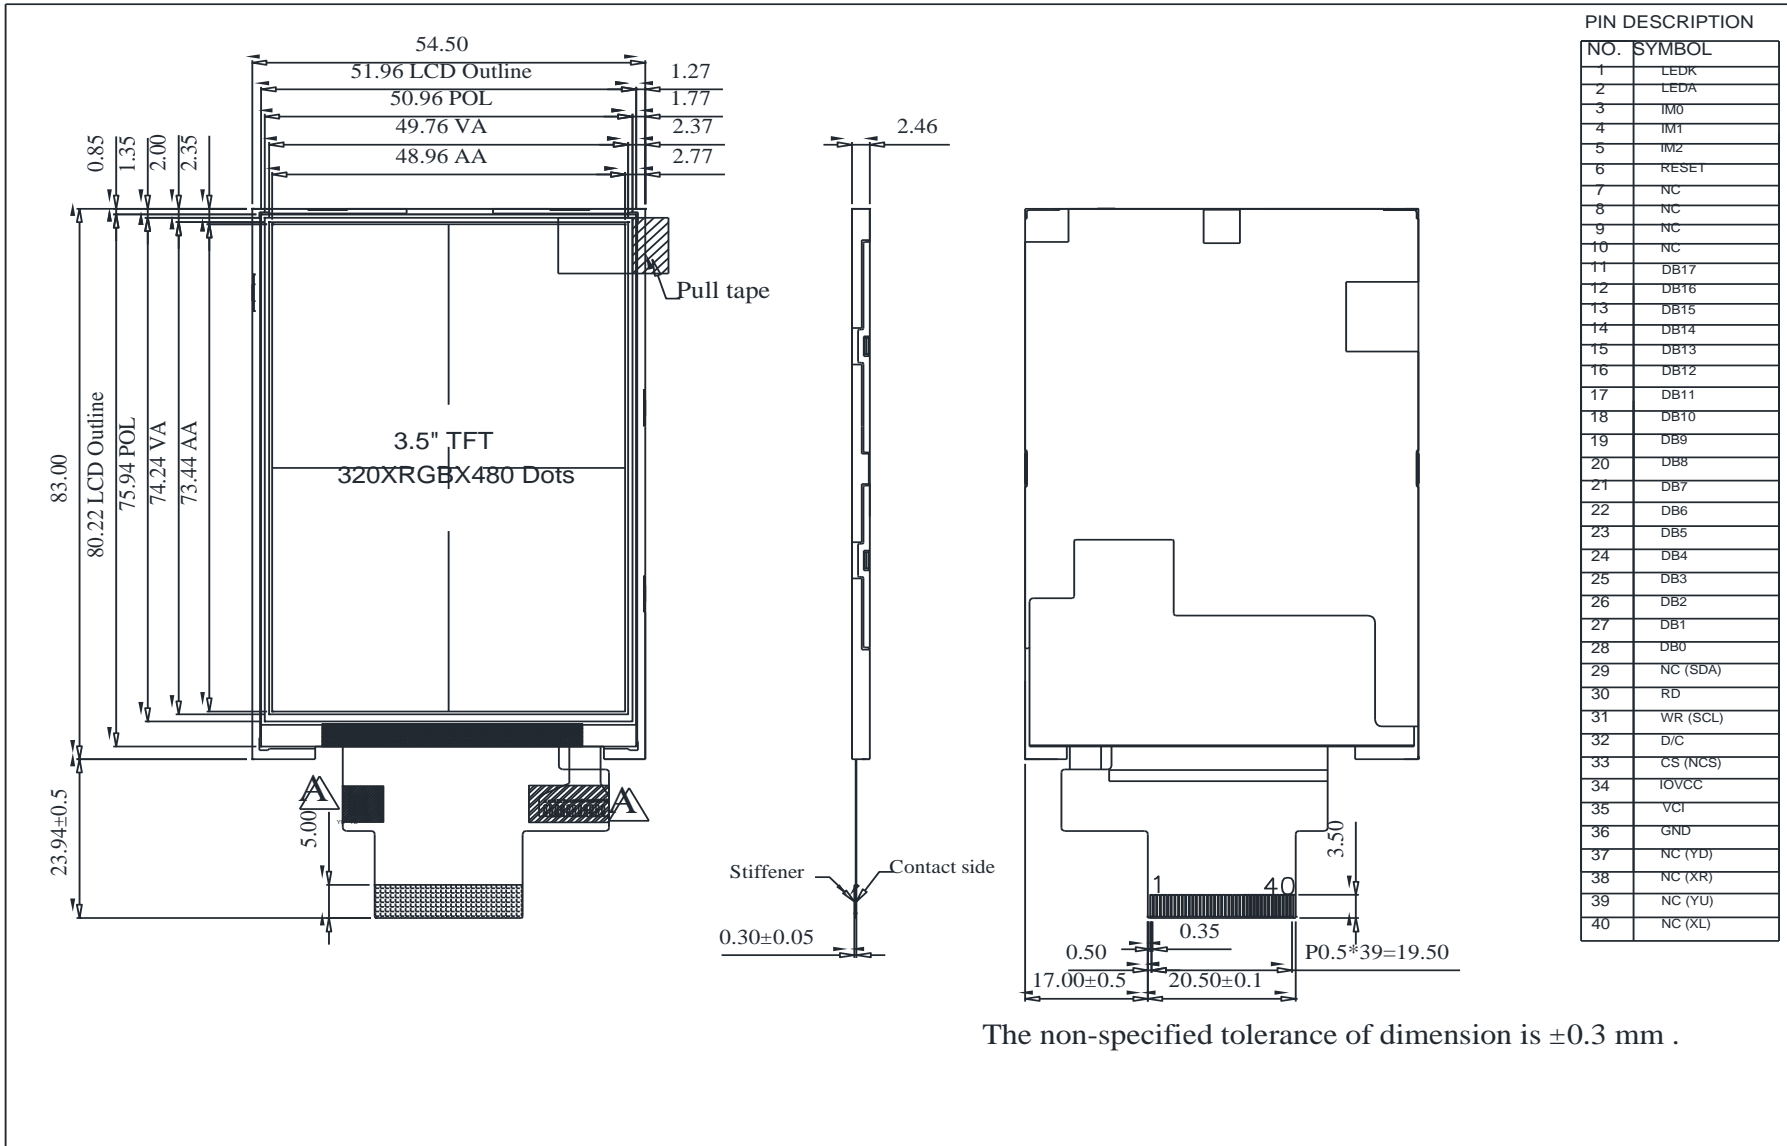 54.50
51.96 LCD Outline
1.27
50.96 POL
1.77
49.76 VA
2.37
48.96 AA
2.77
0.85
1.35
2.00
2.35
Pull tape
83.00
80.22 LCD Outline
75.94 POL
74.24 VA
73.44 AA
3.5" TFT
320XRGBX480 Dots
23.94±0.5
5.00
A
A
2.46
Stiffener
Contact side
0.30±0.05
1
40
3.50
0.35
0.50
P0.5*39=19.50
17.00±0.5
20.50±0.1
The non-specified tolerance of dimension is ±0.3 mm .
PIN DESCRIPTION
NO. SYMBOL
1 LEDK
2 LEDA
3 IM0
4 IM1
5 IM2
6 RESET
7 NC
8 NC
9 NC
10 NC
11 DB17
12 DB16
13 DB15
14 DB14
15 DB13
16 DB12
17 DB11
18 DB10
19 DB9
20 DB8
21 DB7
22 DB6
23 DB5
24 DB4
25 DB3
26 DB2
27 DB1
28 DB0
29 NC (SDA)
30 RD
31 WR (SCL)
32 D/C
33 CS (NCS)
34 IOVCC
35 VCI
36 GND
37 NC (YD)
38 NC (XR)
39 NC (YU)
40 NC (XL)